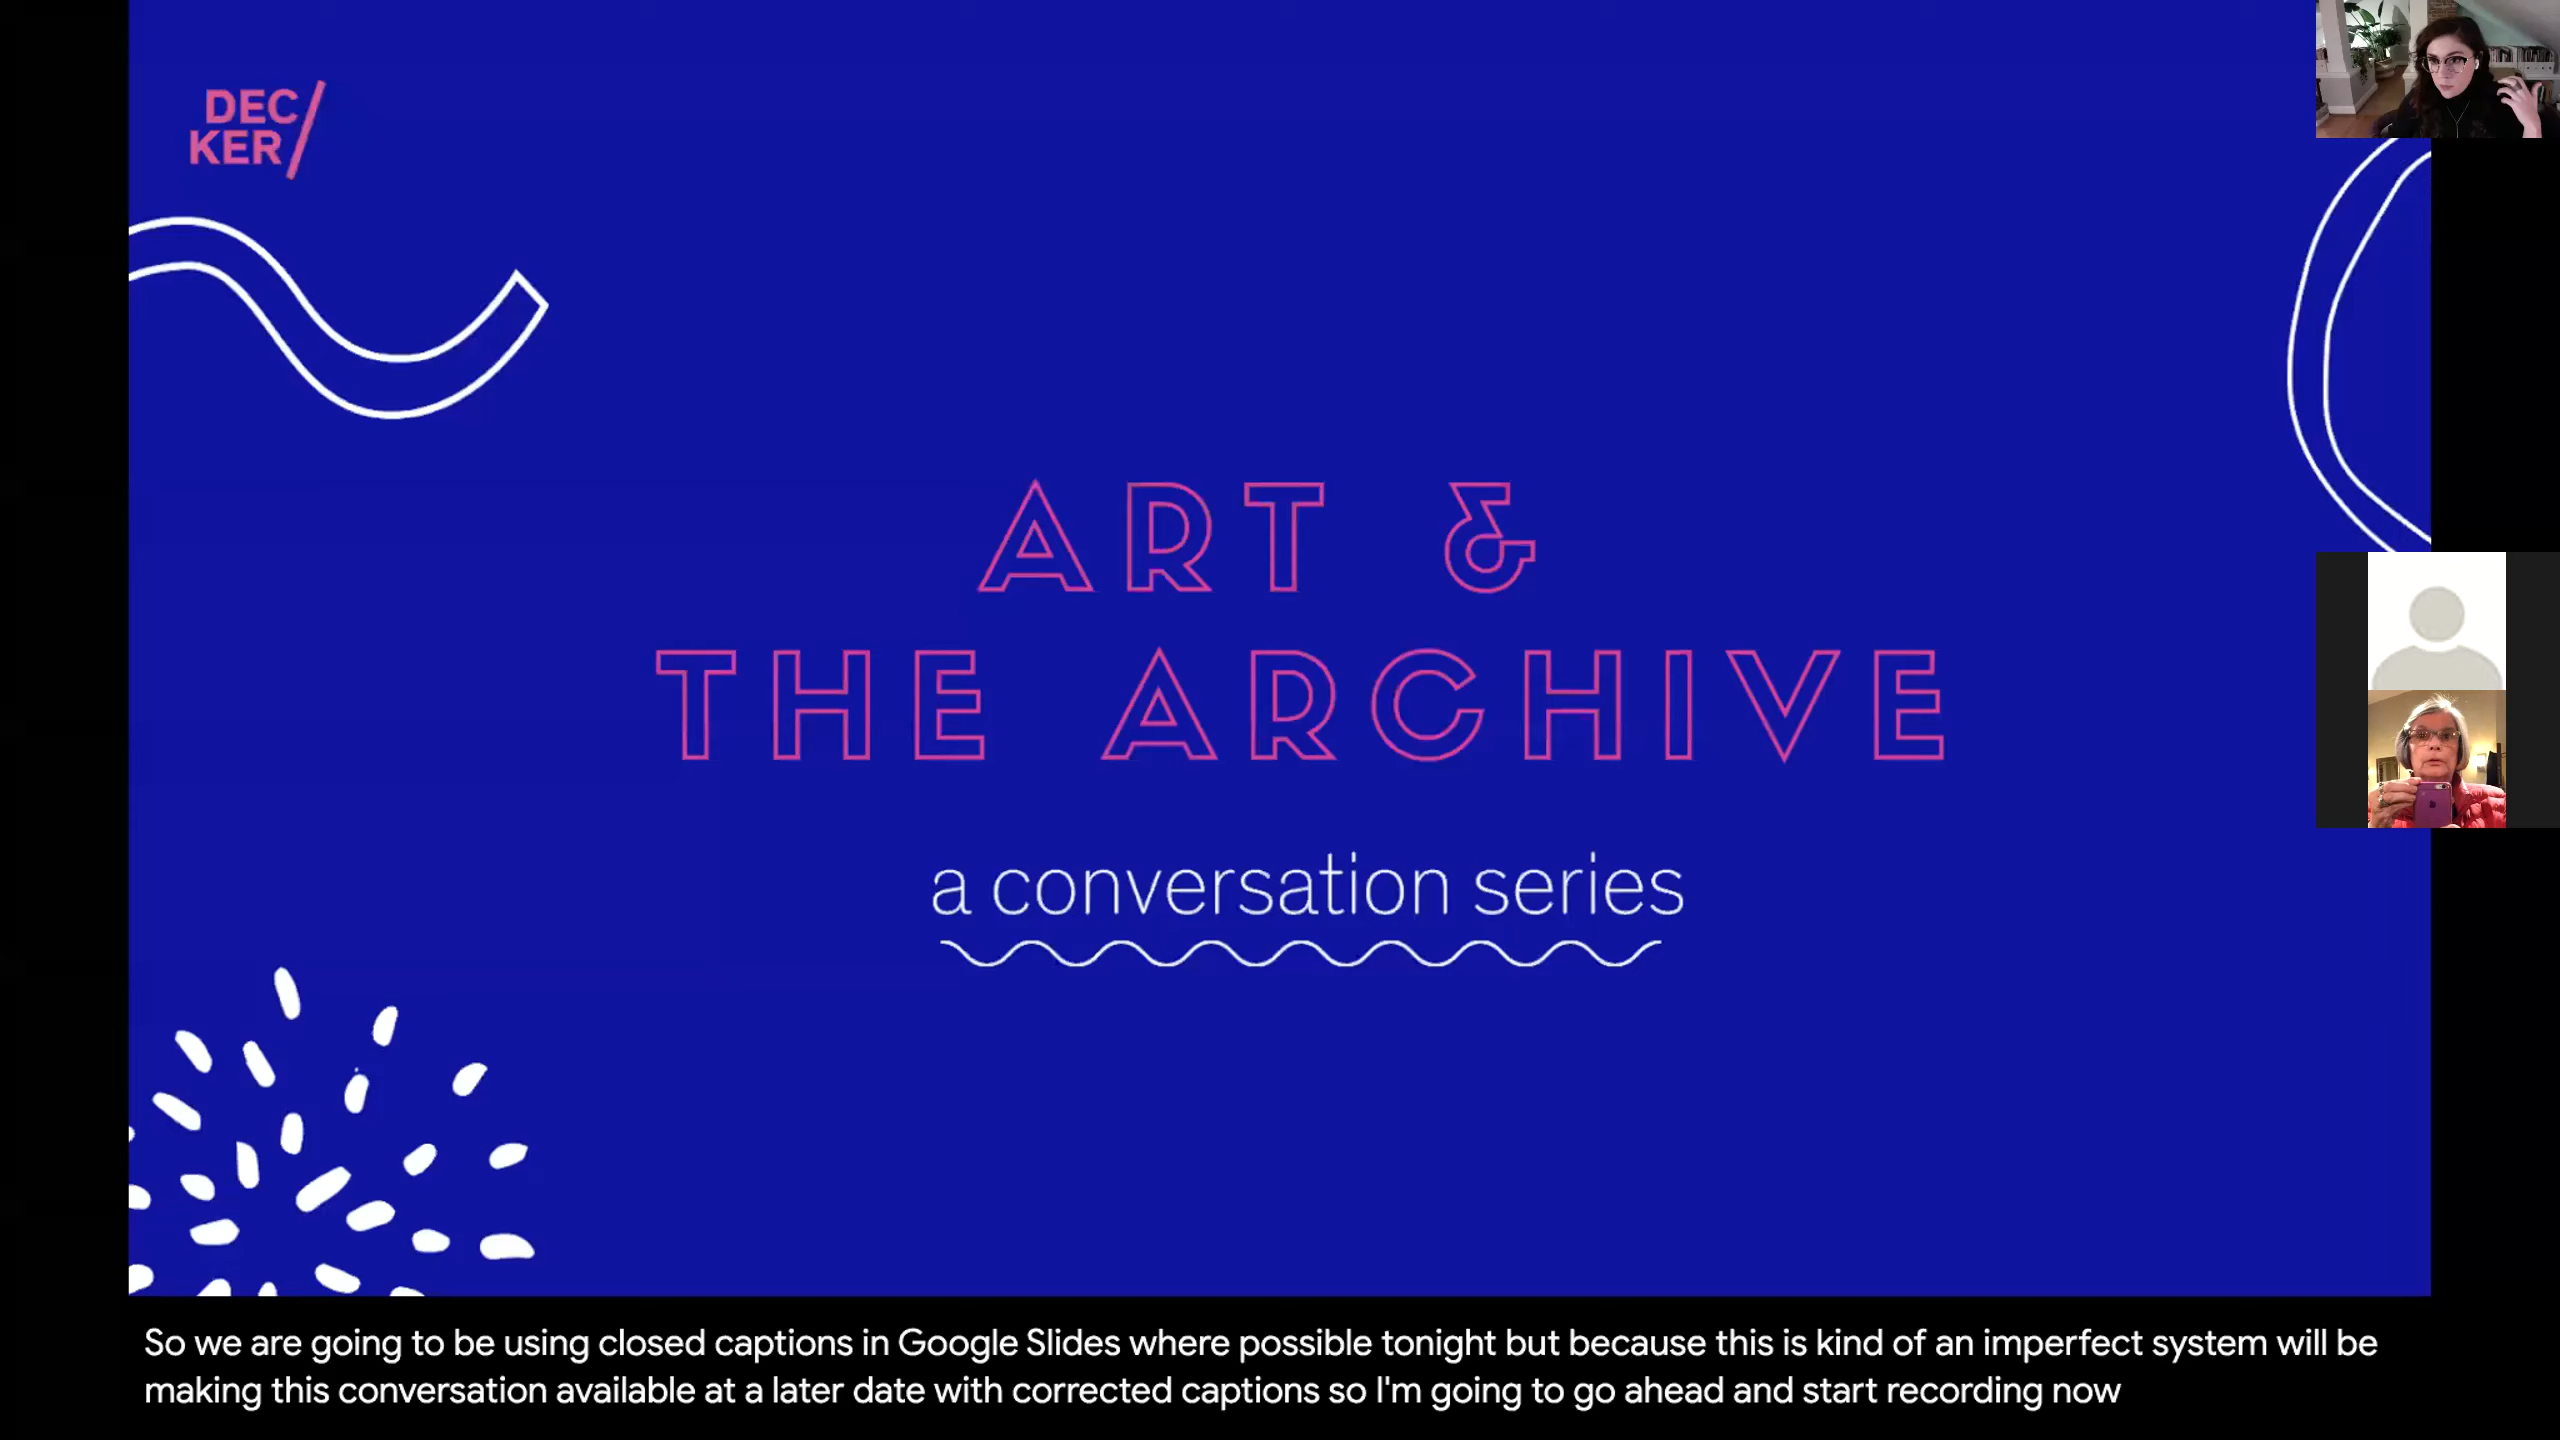 DEC
KER/
ART &
THE ARCHIVE
a conversation series
So we are going to be using closed captions in Google Slides where possible tonight but because this is kind of an imperfect system will be
making this conversation available at a later date with corrected captions so I'm going to go ahead and start recording now